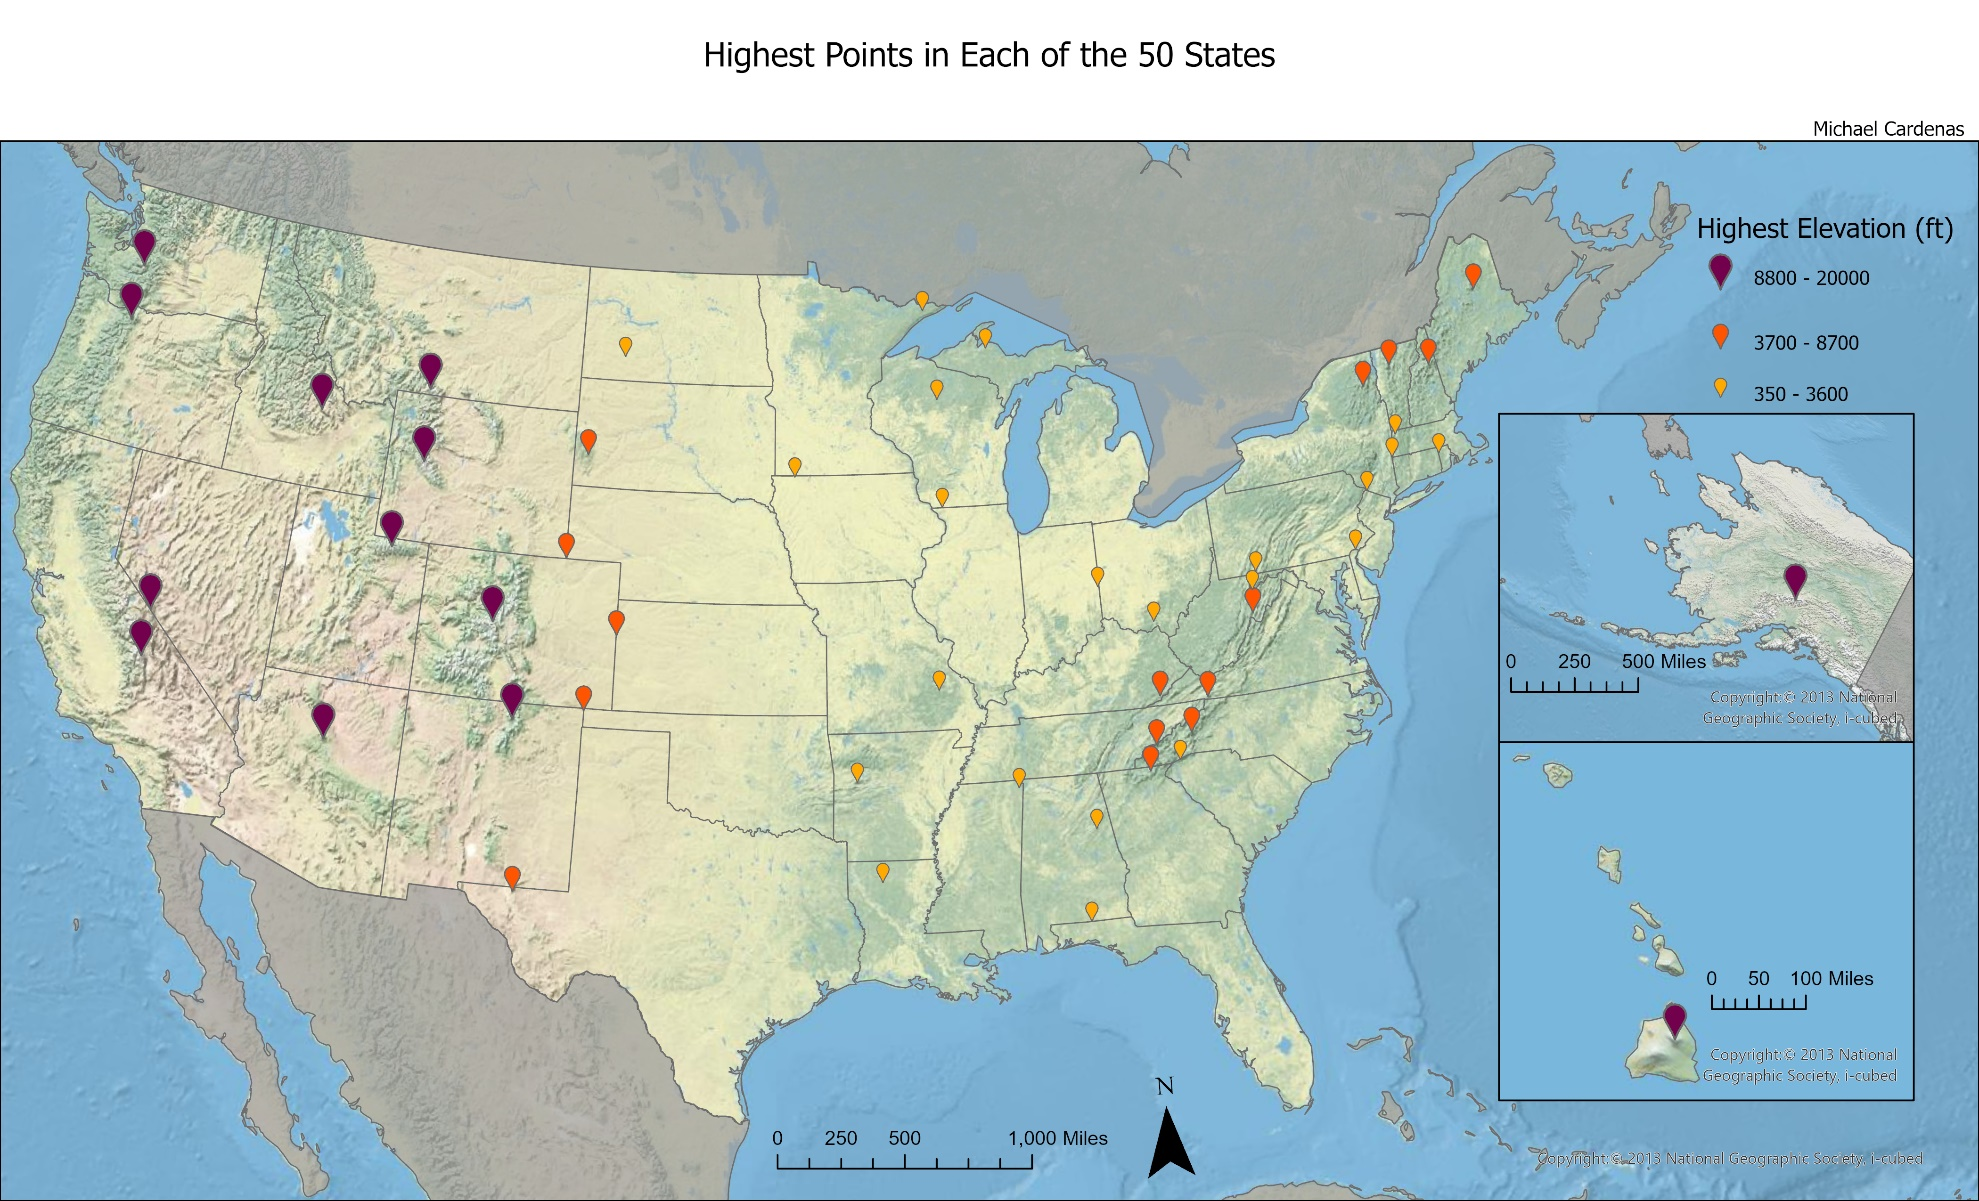 Highest Points in Each of the 50 States
Michael Cardenas
Highest Elevation (ft)
8800 - 20000
3700 - 8700
350 - 3600
0 250 500 Miles
Copyright:© 2013 National
Geographic Society, i-cubed
0 50 100 Miles
Copyright:© 2013 National
Geographic Society, i-cubed
N
0 250 500 1,000 Miles
Copyright:© 2013 National Geographic Society, i-cubed